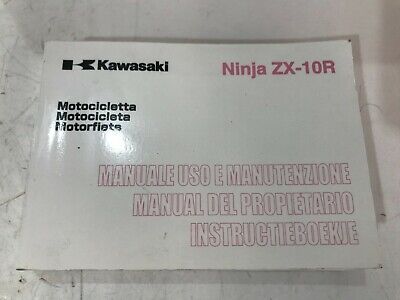 Kawasaki
Ninja ZX-10R
Motocicletta
Motocicleta
Motorfiets
MANUALE USO E MANUTENZIONE
MANUAL DEL PROPIETARIO
INSTRUCTIEBOEKJE